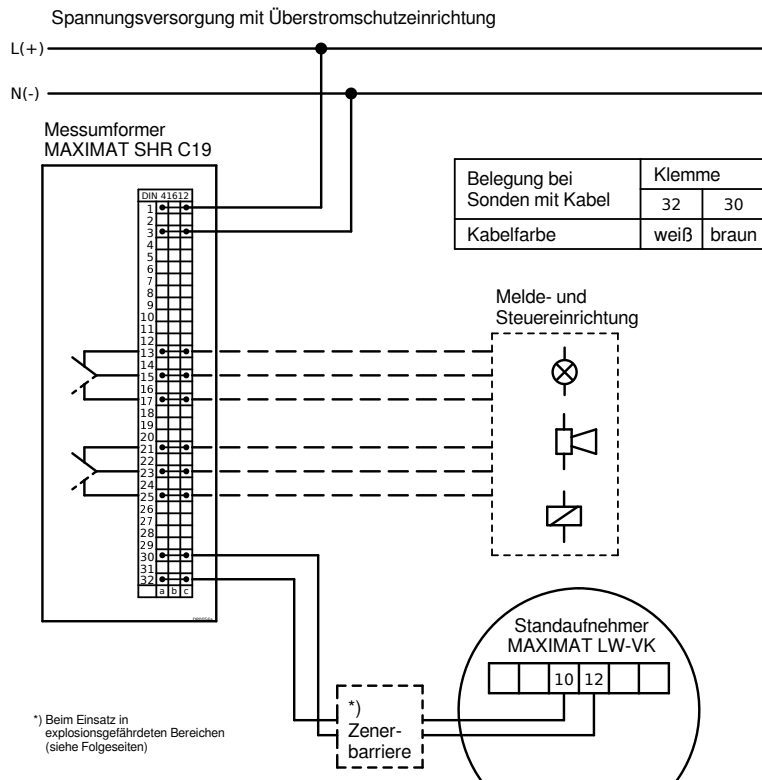 Spannungsversorgung mit Überstromschutzeinrichtung
L(+)
N(-)
Messumformer
MAXIMAT SHR C19
DIN 41612
1
2
3
4
5
6
7
8
9
10
11
12
13
14
15
16
17
18
19
20
21
22
23
24
25
26
27
28
29
30
31
32
a b c
Belegung bei
Sonden mit Kabel
Klemme
32 30
Kabelfarbe weiß braun
Melde- und
Steuereinrichtung
Standaufnehmer
MAXIMAT LW-VK
10 12
*)
Zener-
barriere
*) Beim Einsatz in
explosionsgefährdeten Bereichen
(siehe Folgeseiten)